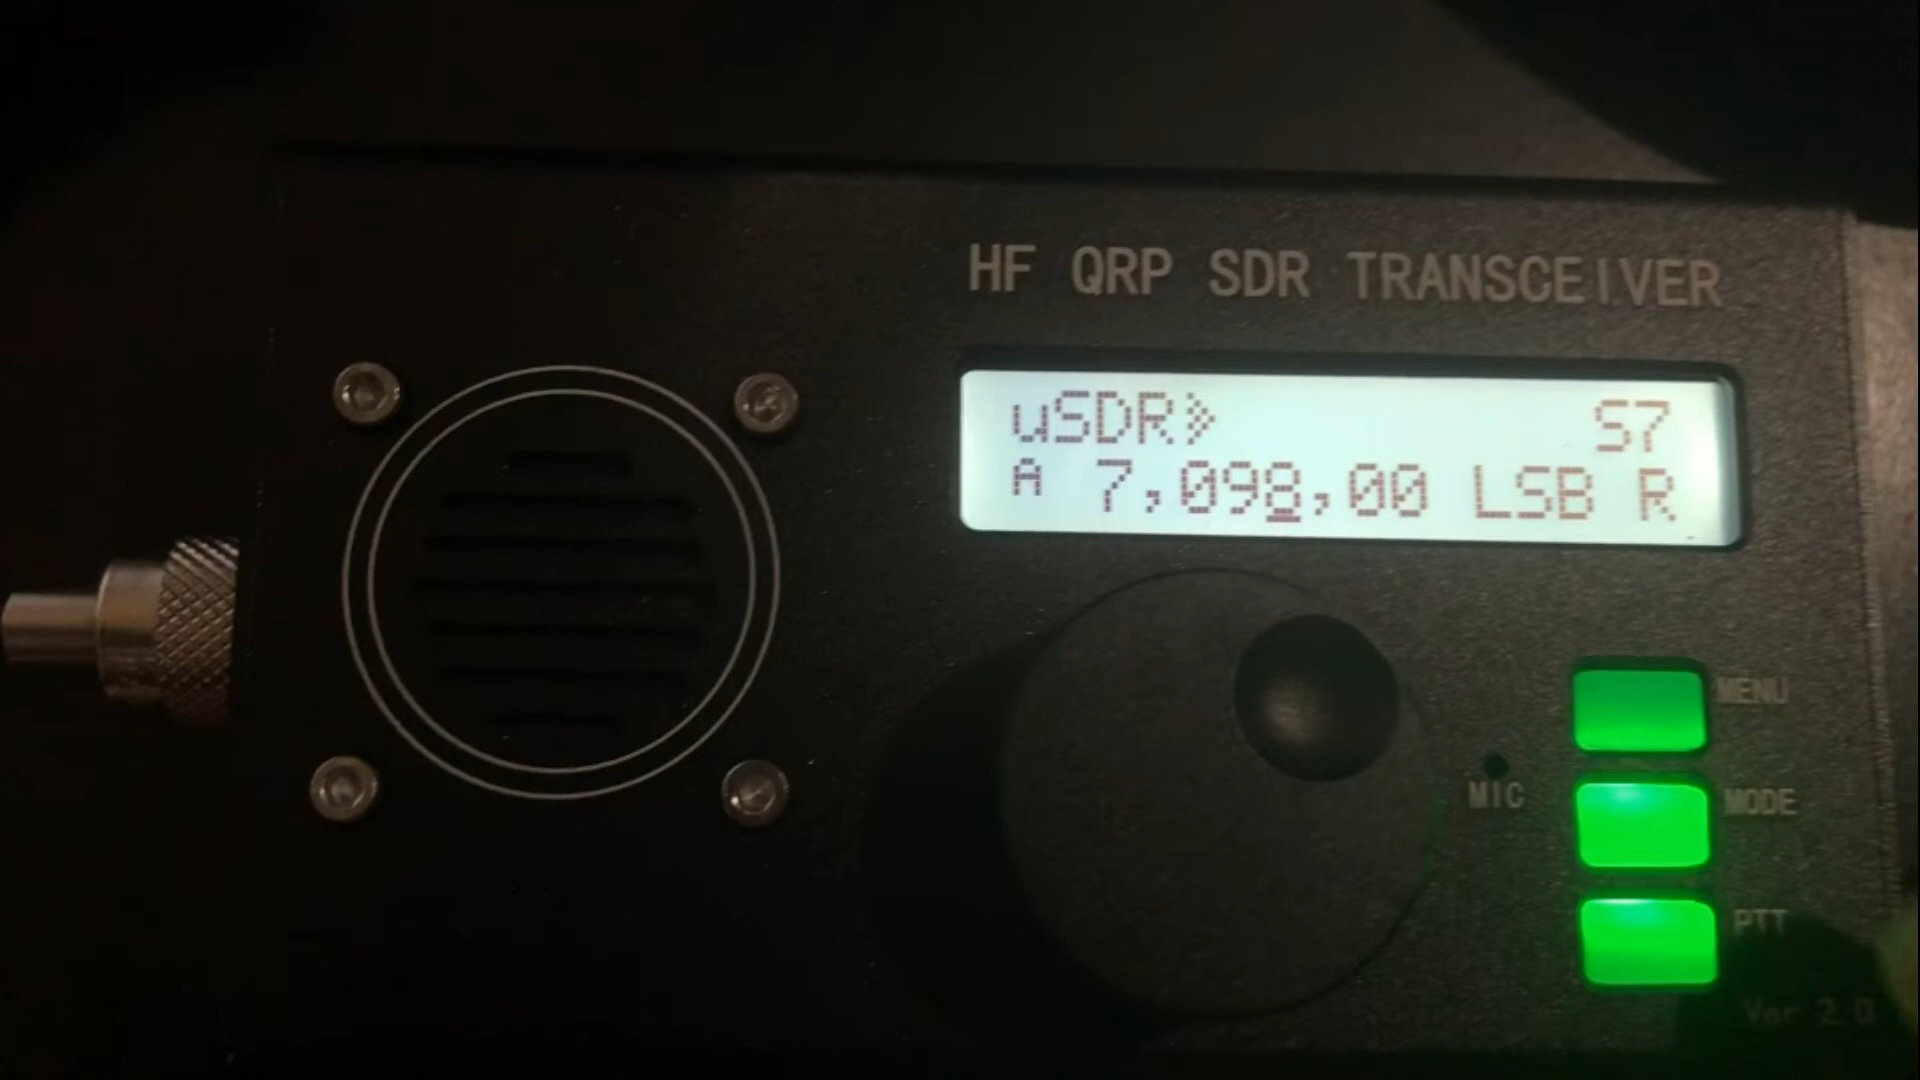 HF QRP SDR TRANSCEIVER
uSDR» S7
A 7,098,00 LSB R
MENU
MIC
MODE
PTT
Ver 2.0